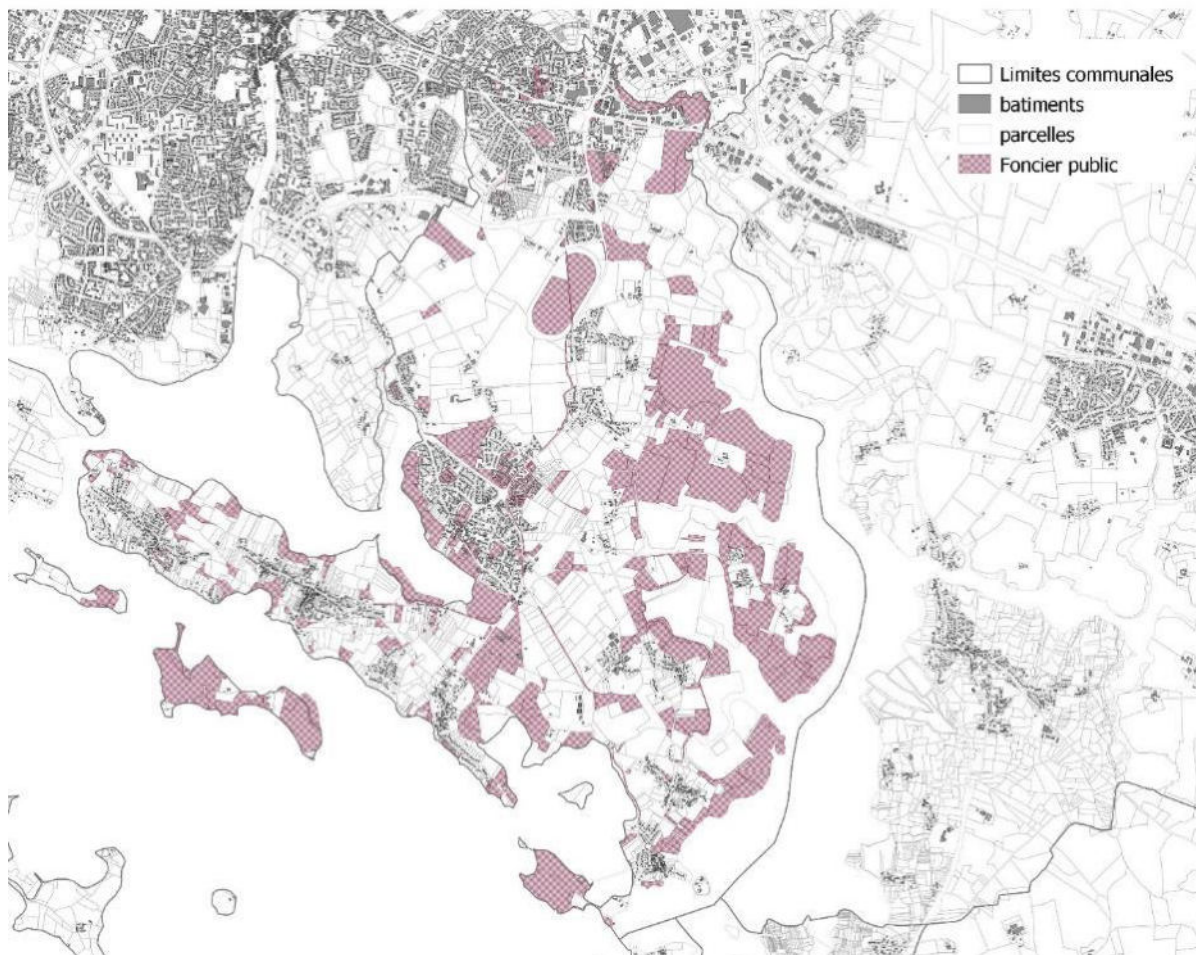 Limites communales
batiments
parcelles
Foncier public